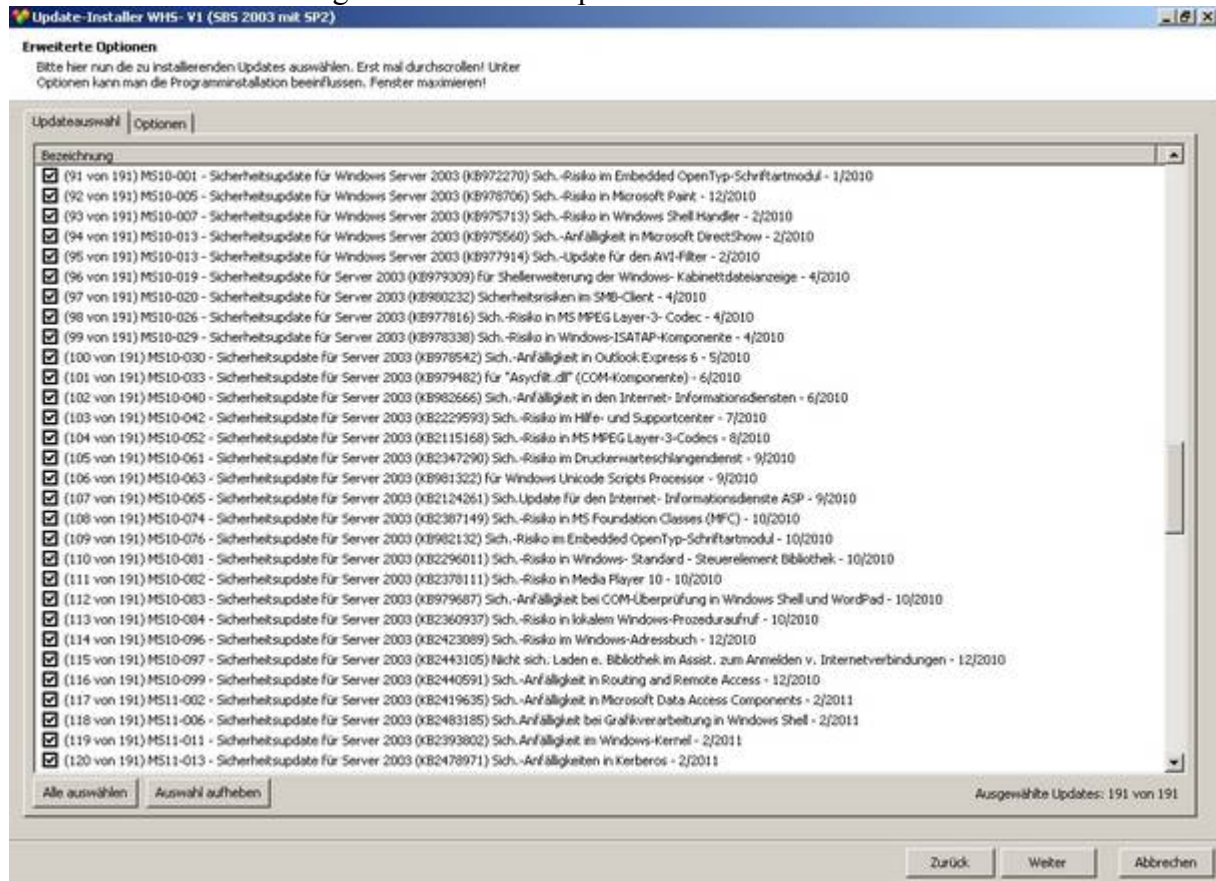 Update-Installer WHS- V1 (SBS 2003 mit SP2)
Erweiterte Optionen
Bitte hier nun die zu installierenden Updates auswählen. Erst mal durchscrollen! Unter
Optionen kann man die Programminstallation beeinflussen. Fenster maximieren!
Updateauswahl Optionen
Bezeichnung
(91 von 191) MS10-001 - Sicherheitsupdate für Windows Server 2003 (KB972270) Sich.-Risiko im Embedded OpenTyp-Schriftartmodul - 1/2010
(92 von 191) MS10-005 - Sicherheitsupdate für Windows Server 2003 (KB978706) Sich.-Risiko in Microsoft Paint - 12/2010
(93 von 191) MS10-007 - Sicherheitsupdate für Windows Server 2003 (KB975713) Sich.-Risiko in Windows Shell Handler - 2/2010
(94 von 191) MS10-013 - Sicherheitsupdate für Windows Server 2003 (KB975560) Sich.-Anfälligkeit in Microsoft DirectShow - 2/2010
(95 von 191) MS10-013 - Sicherheitsupdate für Windows Server 2003 (KB977914) Sich.-Update für den AVI-Filter - 2/2010
(96 von 191) MS10-019 - Sicherheitsupdate für Server 2003 (KB979309) für Shellerweiterung der Windows- Kabinettdateianzeige - 4/2010
(97 von 191) MS10-020 - Sicherheitsupdate für Server 2003 (KB980232) Sicherheitsrisiken im SMB-Client - 4/2010
(98 von 191) MS10-026 - Sicherheitsupdate für Server 2003 (KB977816) Sich.-Risiko in MS MPEG Layer-3- Codec - 4/2010
(99 von 191) MS10-029 - Sicherheitsupdate für Server 2003 (KB978338) Sich.-Risiko in Windows-ISATAP-Komponente - 4/2010
(100 von 191) MS10-030 - Sicherheitsupdate für Server 2003 (KB978542) Sich.-Anfälligkeit in Outlook Express 6 - 5/2010
(101 von 191) MS10-033 - Sicherheitsupdate für Server 2003 (KB979482) für "Asycfilt.dll" (COM-Komponente) - 6/2010
(102 von 191) MS10-040 - Sicherheitsupdate für Server 2003 (KB982666) Sich.-Anfälligkeit in den Internet- Informationsdiensten - 6/2010
(103 von 191) MS10-042 - Sicherheitsupdate für Server 2003 (KB2229593) Sich.-Risiko im Hilfe- und Supportcenter - 7/2010
(104 von 191) MS10-052 - Sicherheitsupdate für Server 2003 (KB2115168) Sich.-Risiko in MS MPEG Layer-3-Codecs - 8/2010
(105 von 191) MS10-061 - Sicherheitsupdate für Server 2003 (KB2347290) Sich.-Risiko im Druckerwarteschlangendienst - 9/2010
(106 von 191) MS10-063 - Sicherheitsupdate für Server 2003 (KB981322) für Windows Unicode Scripts Processor - 9/2010
(107 von 191) MS10-065 - Sicherheitsupdate für Server 2003 (KB2124261) Sich.Update für den Internet- Informationsdienste ASP - 9/2010
(108 von 191) MS10-074 - Sicherheitsupdate für Server 2003 (KB2387149) Sich.-Risiko in MS Foundation Classes (MFC) - 10/2010
(109 von 191) MS10-076 - Sicherheitsupdate für Server 2003 (KB982132) Sich.-Risiko im Embedded OpenTyp-Schriftartmodul - 10/2010
(110 von 191) MS10-081 - Sicherheitsupdate für Server 2003 (KB2296011) Sich.-Risiko in Windows- Standard - Steuerelement Bibliothek - 10/2010
(111 von 191) MS10-082 - Sicherheitsupdate für Server 2003 (KB2378111) Sich.-Risiko in Media Player 10 - 10/2010
(112 von 191) MS10-083 - Sicherheitsupdate für Server 2003 (KB979687) Sich.-Anfälligkeit bei COM-Überprüfung in Windows Shell und WordPad - 10/2010
(113 von 191) MS10-084 - Sicherheitsupdate für Server 2003 (KB2360937) Sich.-Risiko in lokalem Windows-Prozeduraufruf - 10/2010
(114 von 191) MS10-096 - Sicherheitsupdate für Server 2003 (KB2423089) Sich.-Risiko im Windows-Adressbuch - 12/2010
(115 von 191) MS10-097 - Sicherheitsupdate für Server 2003 (KB2443105) Nicht sich. Laden e. Bibliothek im Assist. zum Anmelden v. Internetverbindungen - 12/2010
(116 von 191) MS10-099 - Sicherheitsupdate für Server 2003 (KB2440591) Sich.-Anfälligkeit in Routing and Remote Access - 12/2010
(117 von 191) MS11-002 - Sicherheitsupdate für Server 2003 (KB2419635) Sich.-Anfälligkeit in Microsoft Data Access Components - 2/2011
(118 von 191) MS11-006 - Sicherheitsupdate für Server 2003 (KB2483185) Sich.Anfälligkeit bei Grafikverarbeitung in Windows Shell - 2/2011
(119 von 191) MS11-011 - Sicherheitsupdate für Server 2003 (KB2393802) Sich.Anfälligkeit im Windows-Kernel - 2/2011
(120 von 191) MS11-013 - Sicherheitsupdate für Server 2003 (KB2478971) Sich.-Anfälligkeiten in Kerberos - 2/2011
Alle auswählen Auswahl aufheben Ausgewählte Updates: 191 von 191
Zurück Weiter Abbrechen